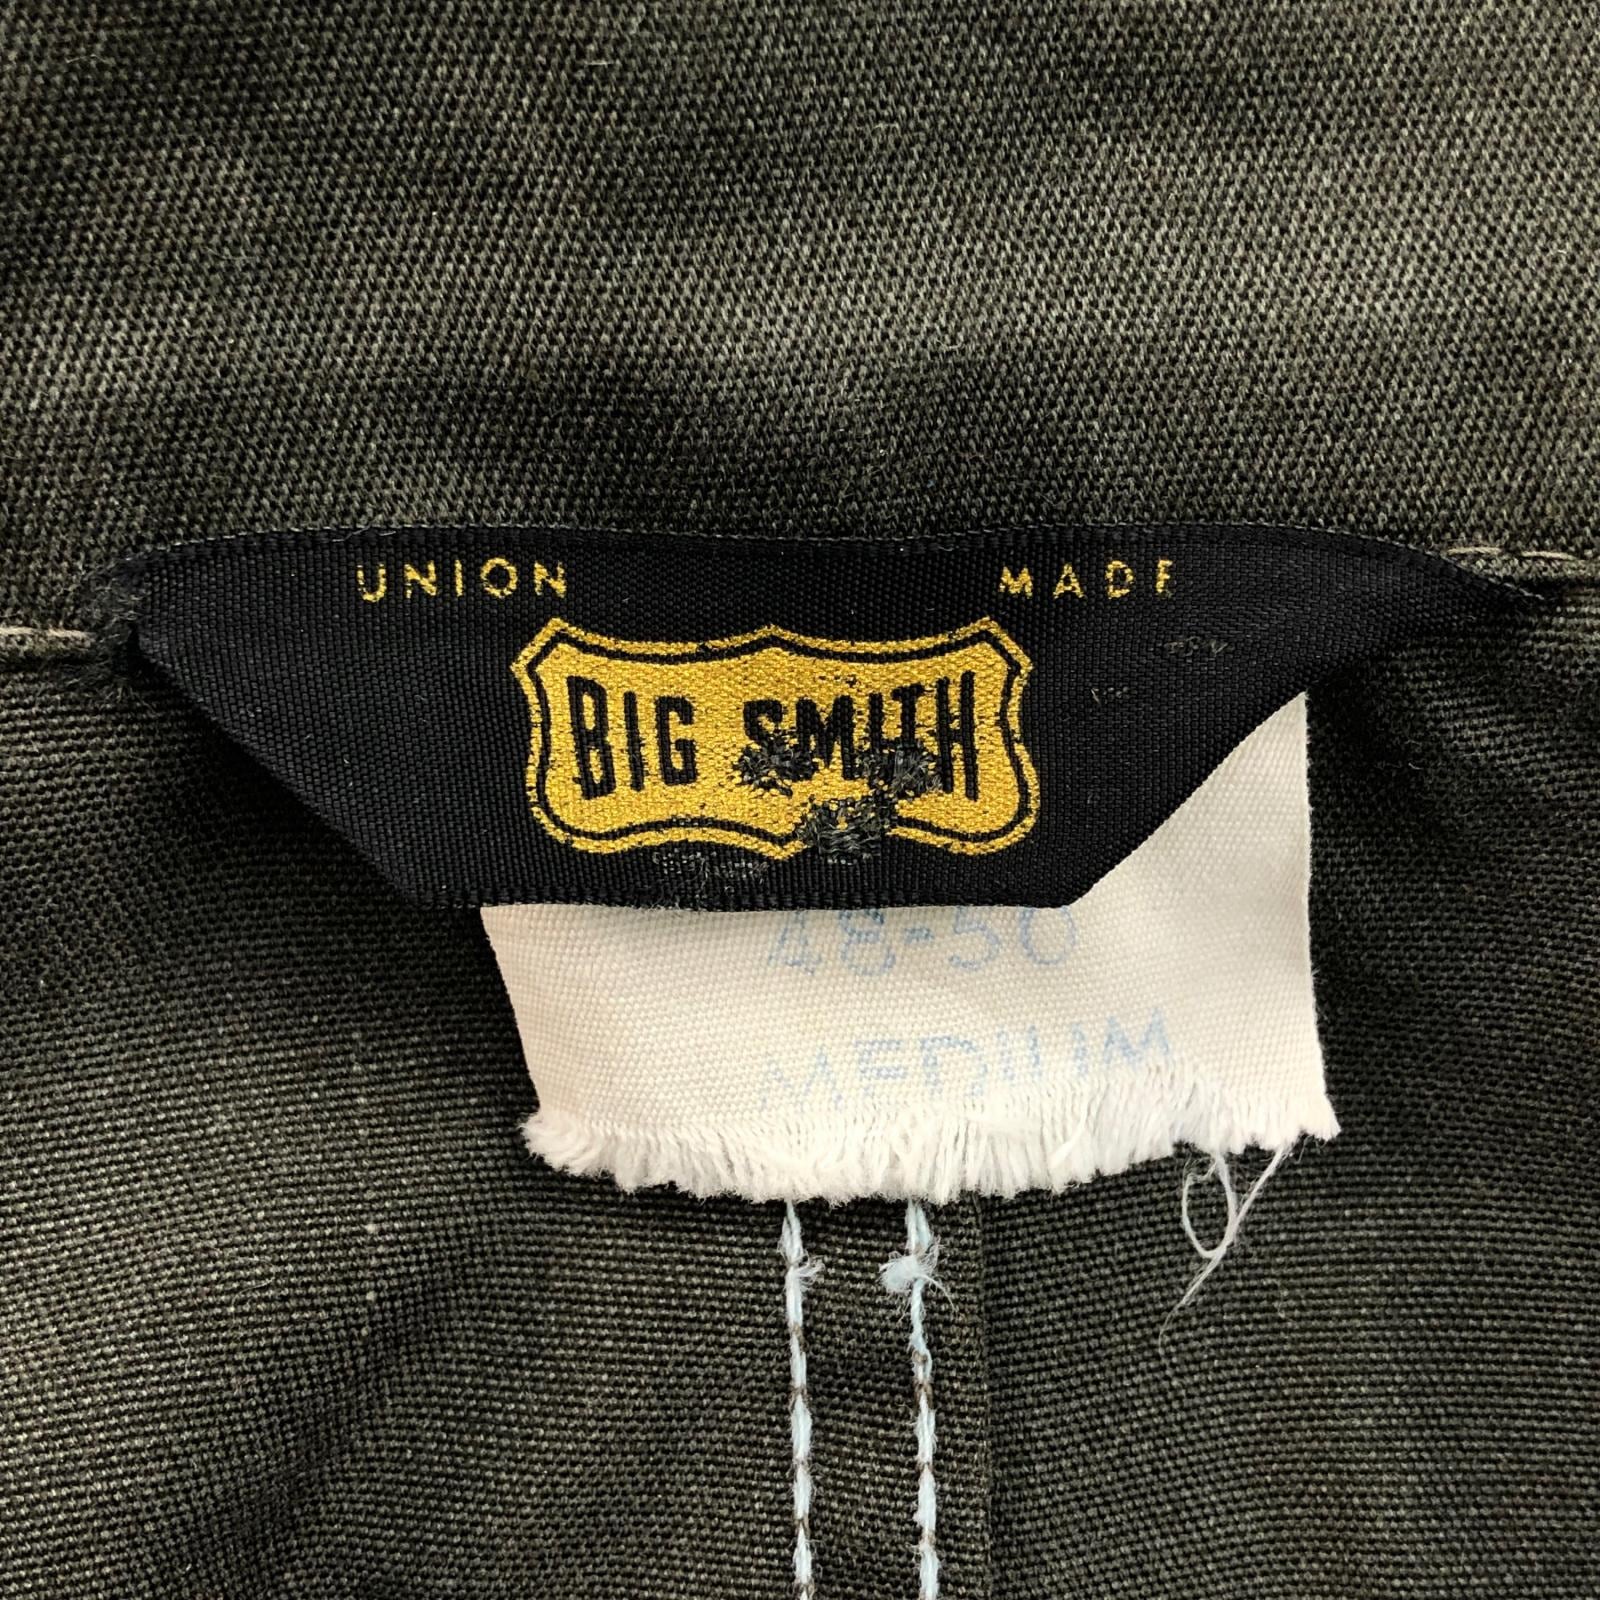 UNION MADE
BIG SMITH
48-50
MEDIUM